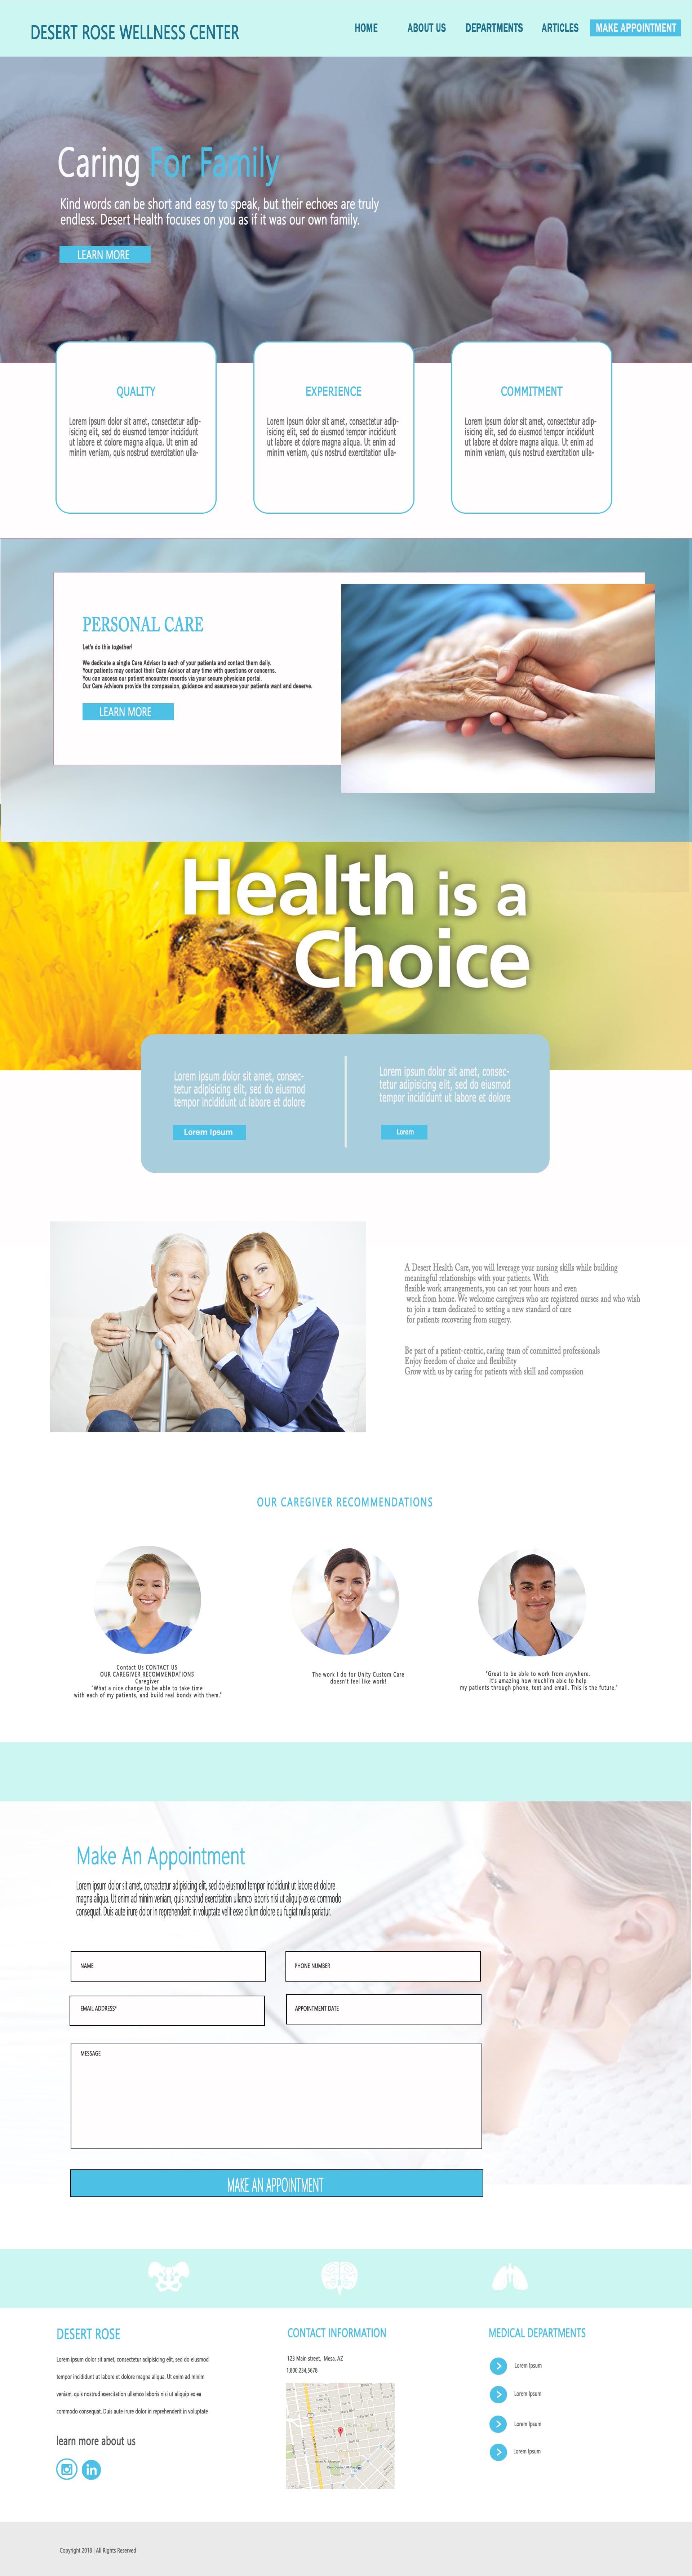 DESERT ROSE WELLNESS CENTER
HOME
ABOUT US
DEPARTMENTS
ARTICLES
MAKE APPOINTMENT
Caring For Family
Kind words can be short and easy to speak, but their echoes are truly
endless. Desert Health focuses on you as if it was our own family.
LEARN MORE
QUALITY
Lorem ipsum dolor sit amet, consectetur adip-
isicing elit, sed do eiusmod tempor incididunt
ut labore et dolore magna aliqua. Ut enim ad
minim veniam, quis nostrud exercitation ulla-
EXPERIENCE
Lorem ipsum dolor sit amet, consectetur adip-
isicing elit, sed do eiusmod tempor incididunt
ut labore et dolore magna aliqua. Ut enim ad
minim veniam, quis nostrud exercitation ulla-
COMMITMENT
Lorem ipsum dolor sit amet, consectetur adip-
isicing elit, sed do eiusmod tempor incididunt
ut labore et dolore magna aliqua. Ut enim ad
minim veniam, quis nostrud exercitation ulla-
PERSONAL CARE
Let's do this together!
We dedicate a single Care Advisor to each of your patients and contact them daily.
Your patients may contact their Care Advisor at any time with questions or concerns.
You can access our patient encounter records via your secure physician portal.
Our Care Advisors provide the compassion, guidance and assurance your patients want and deserve.
LEARN MORE
Health is a
Choice
Lorem ipsum dolor sit amet, consec-
tetur adipisicing elit, sed do eiusmod
tempor incididunt ut labore et dolore
Lorem Ipsum
Lorem ipsum dolor sit amet, consec-
tetur adipisicing elit, sed do eiusmod
tempor incididunt ut labore et dolore
Lorem
A Desert Health Care, you will leverage your nursing skills while building
meaningful relationships with your patients. With
flexible work arrangements, you can set your hours and even
work from home. We welcome caregivers who are registered nurses and who wish
to join a team dedicated to setting a new standard of care
for patients recovering from surgery.
Be part of a patient-centric, caring team of committed professionals
Enjoy freedom of choice and flexibility
Grow with us by caring for patients with skill and compassion
OUR CAREGIVER RECOMMENDATIONS
Contact Us CONTACT US
OUR CAREGIVER RECOMMENDATIONS
Caregiver
"What a nice change to be able to take time
with each of my patients, and build real bonds with them."
The work I do for Unity Custom Care
doesn't feel like work!
"Great to be able to work from anywhere.
It's amazing how muchI'm able to help
my patients through phone, text and email. This is the future."
Make An Appointment
Lorem ipsum dolor sit amet, consectetur adipisicing elit, sed do eiusmod tempor incididunt ut labore et dolore
magna aliqua. Ut enim ad minim veniam, quis nostrud exercitation ullamco laboris nisi ut aliquip ex ea commodo
consequat. Duis aute irure dolor in reprehenderit in voluptate velit esse cillum dolore eu fugiat nulla pariatur.
NAME
PHONE NUMBER
EMAIL ADDRESS*
APPOINTMENT DATE
MESSAGE
MAKE AN APPOINTMENT
DESERT ROSE
Lorem ipsum dolor sit amet, consectetur adipisicing elit, sed do eiusmod
tempor incididunt ut labore et dolore magna aliqua. Ut enim ad minim
veniam, quis nostrud exercitation ullamco laboris nisi ut aliquip ex ea
commodo consequat. Duis aute irure dolor in reprehenderit in voluptate
learn more about us
in
CONTACT INFORMATION
123 Main street, Mesa, AZ
1.800.234,5678
MEDICAL DEPARTMENTS
Lorem ipsum
Lorem ipsum
Lorem ipsum
Lorem ipsum
Copyright 2018 | All Rights Reserved